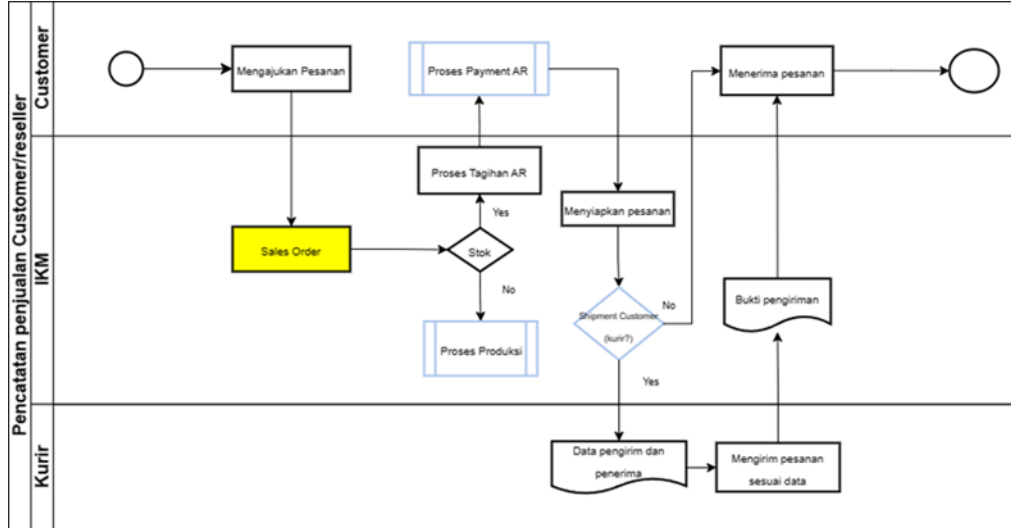 Pencatatan penjualan Customer/reseller
Customer
Mengajukan Pesanan
Proses Payment AR
Menerima pesanan
IKM
Proses Tagihan AR
Menyiapkan pesanan
Yes
Sales Order
Stok
No
Bukti pengiriman
No
Shipment Customer
(kurir?)
Proses Produksi
Yes
Kurir
Data pengirim dan
penerima
Mengirim pesanan
sesuai data